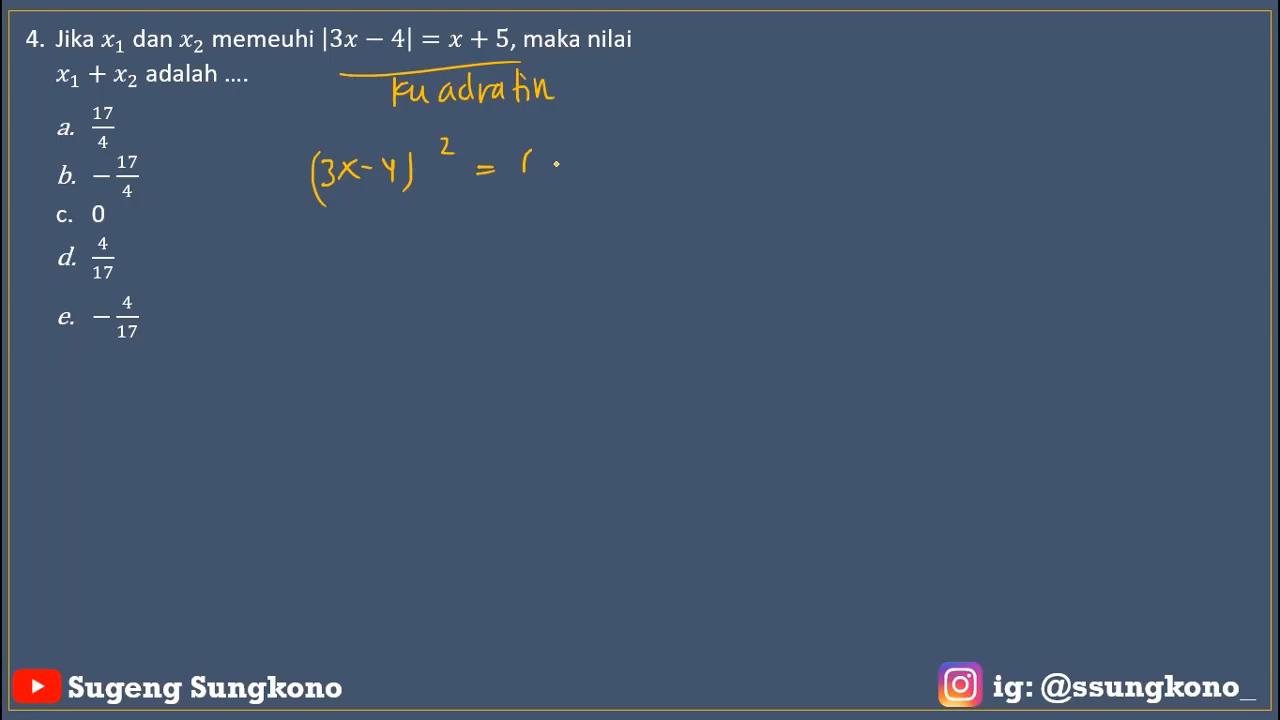 4. Jika x₁ dan x₂ memeuhi |3x − 4| = x + 5, maka nilai
x₁ + x₂ adalah ....
kuadratin
a. 17/4
b. −17/4
c. 0
d. 4/17
e. −4/17
(3x-4)² = (
Sugeng Sungkono
ig: @ssungkono_